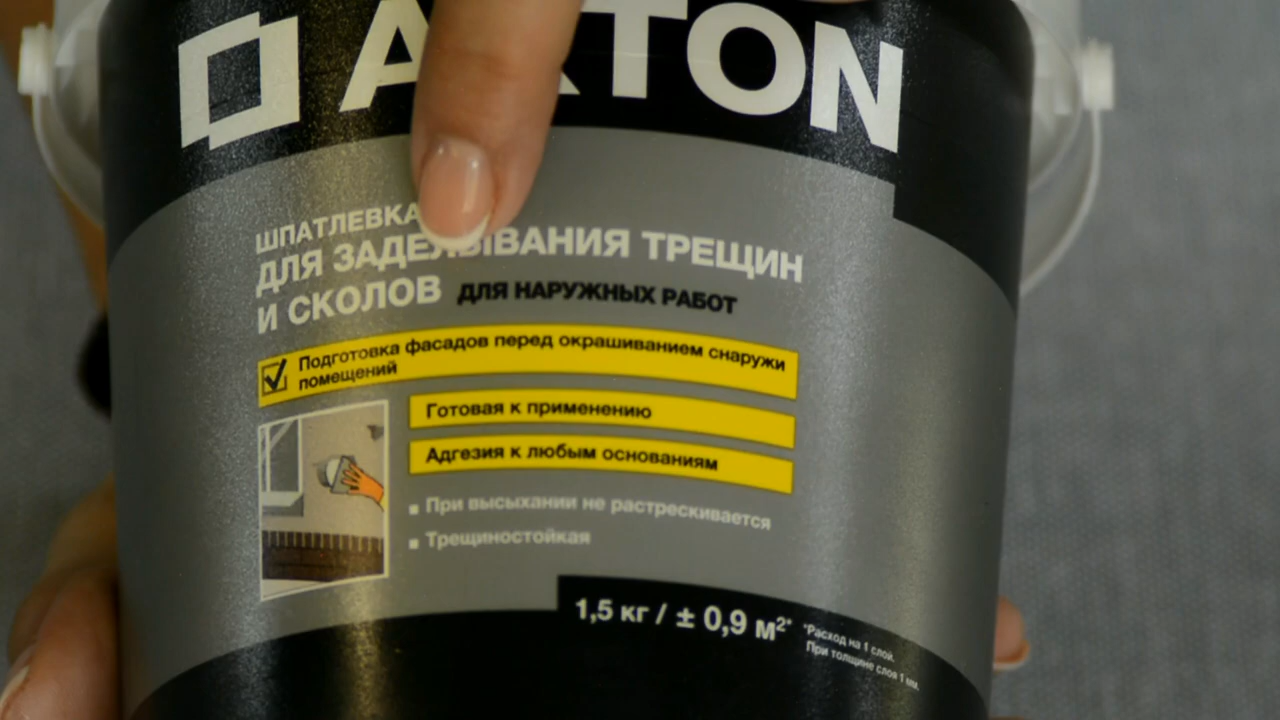 AXTON
ШПАТЛЕВКА
ДЛЯ ЗАДЕЛЫВАНИЯ ТРЕЩИН
И СКОЛОВ ДЛЯ НАРУЖНЫХ РАБОТ
Подготовка фасадов перед окрашиванием снаружи
помещений
Готовая к применению
Адгезия к любым основаниям
При высыхании не растрескивается
Трещиностойкая
1,5 кг / ± 0,9 м²*
*Расход на 1 слой.
При толщине слоя 1 мм.